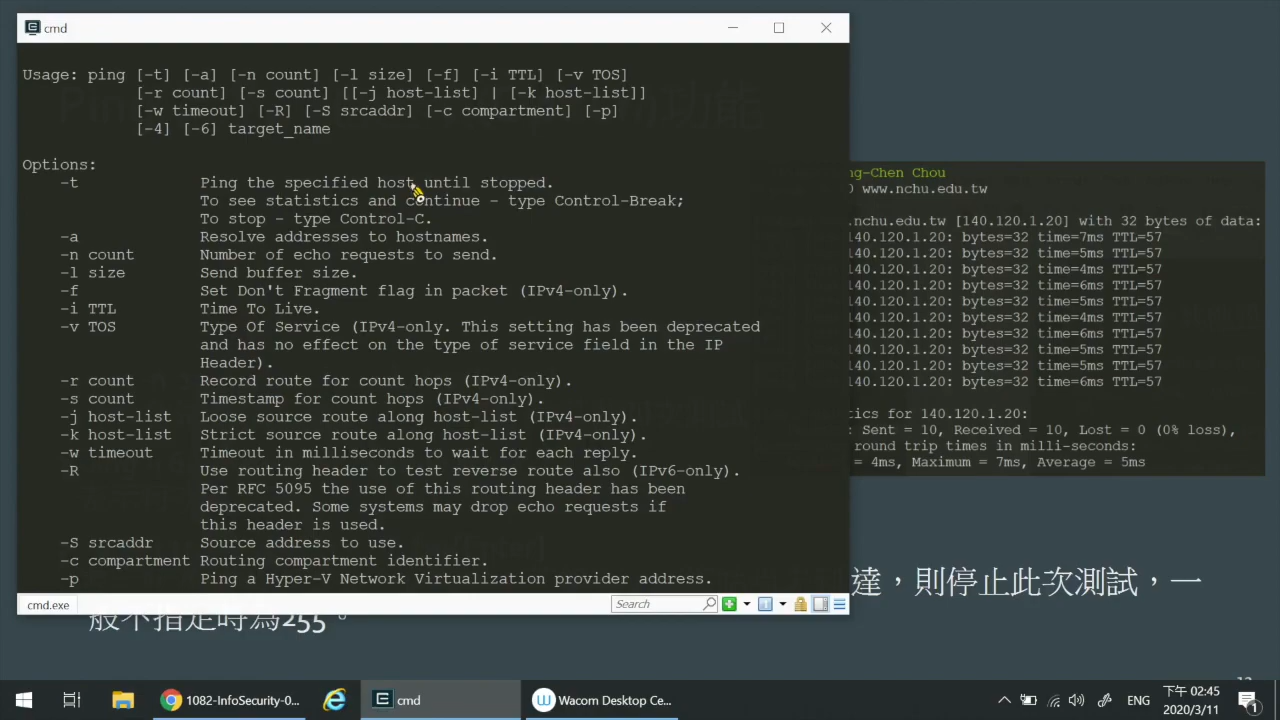 cmd
Usage: ping [-t] [-a] [-n count] [-l size] [-f] [-i TTL] [-v TOS]
[-r count] [-s count] [[-j host-list] | [-k host-list]]
[-w timeout] [-R] [-S srcaddr] [-c compartment] [-p]
[-4] [-6] target_name
Options:
-t Ping the specified host until stopped.
To see statistics and continue - type Control-Break;
To stop - type Control-C.
-a Resolve addresses to hostnames.
-n count Number of echo requests to send.
-l size Send buffer size.
-f Set Don't Fragment flag in packet (IPv4-only).
-i TTL Time To Live.
-v TOS Type Of Service (IPv4-only. This setting has been deprecated
and has no effect on the type of service field in the IP
Header).
-r count Record route for count hops (IPv4-only).
-s count Timestamp for count hops (IPv4-only).
-j host-list Loose source route along host-list (IPv4-only).
-k host-list Strict source route along host-list (IPv4-only).
-w timeout Timeout in milliseconds to wait for each reply.
-R Use routing header to test reverse route also (IPv6-only).
Per RFC 5095 the use of this routing header has been
deprecated. Some systems may drop echo requests if
this header is used.
-S srcaddr Source address to use.
-c compartment Routing compartment identifier.
-p Ping a Hyper-V Network Virtualization provider address.
cmd.exe
Search
ng-Chen Chou
0 www.nchu.edu.tw
.nchu.edu.tw [140.120.1.20] with 32 bytes of data:
140.120.1.20: bytes=32 time=7ms TTL=57
140.120.1.20: bytes=32 time=5ms TTL=57
140.120.1.20: bytes=32 time=4ms TTL=57
140.120.1.20: bytes=32 time=6ms TTL=57
140.120.1.20: bytes=32 time=5ms TTL=57
140.120.1.20: bytes=32 time=4ms TTL=57
140.120.1.20: bytes=32 time=6ms TTL=57
140.120.1.20: bytes=32 time=5ms TTL=57
140.120.1.20: bytes=32 time=5ms TTL=57
140.120.1.20: bytes=32 time=6ms TTL=57
tics for 140.120.1.20:
: Sent = 10, Received = 10, Lost = 0 (0% loss),
round trip times in milli-seconds:
= 4ms, Maximum = 7ms, Average = 5ms
達，則停止此次測試，一
般不指定時為255。
1082-InfoSecurity-0...
cmd
Wacom Desktop Ce...
ENG
下午 02:45
2020/3/11
1